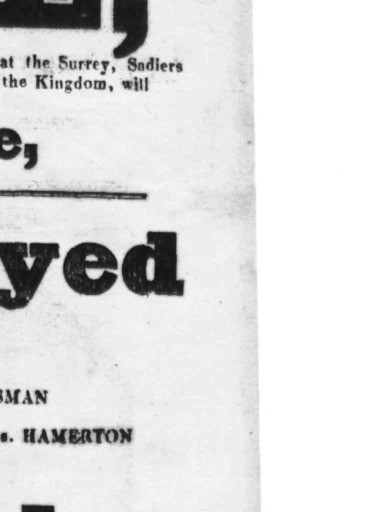 at the Surrey, Sadlers
the Kingdom, will
e,
yed
SMAN
s. HAMERTON